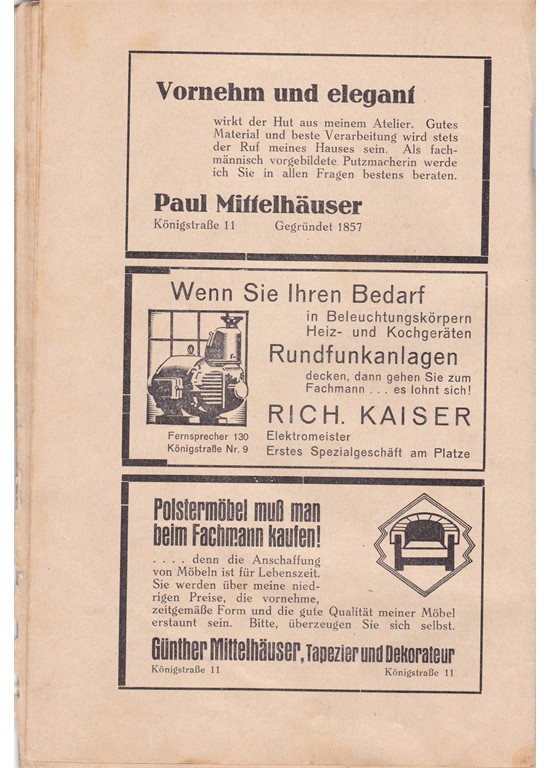 Vornehm und elegant
wirkt der Hut aus meinem Atelier. Gutes
Material und beste Verarbeitung wird stets
der Ruf meines Hauses sein. Als fach-
männisch vorgebildete Putzmacherin werde
ich Sie in allen Fragen bestens beraten.
Paul Mittelhäuser
Königstraße 11 Gegründet 1857
Wenn Sie Ihren Bedarf
in Beleuchtungskörpern
Heiz- und Kochgeräten
Rundfunkanlagen
decken, dann gehen Sie zum
Fachmann . . . es lohnt sich!
RICH. KAISER
Fernsprecher 130
Königstraße Nr. 9
Elektromeister
Erstes Spezialgeschäft am Platze
Polstermöbel muß man
beim Fachmann kaufen!
. . . . denn die Anschaffung
von Möbeln ist für Lebenszeit.
Sie werden über meine nied-
rigen Preise, die vornehme,
zeitgemäße Form und die gute Qualität meiner Möbel
erstaunt sein. Bitte, überzeugen Sie sich selbst.
Günther Mittelhäuser, Tapezier und Dekorateur
Königstraße 11 Königstraße 11